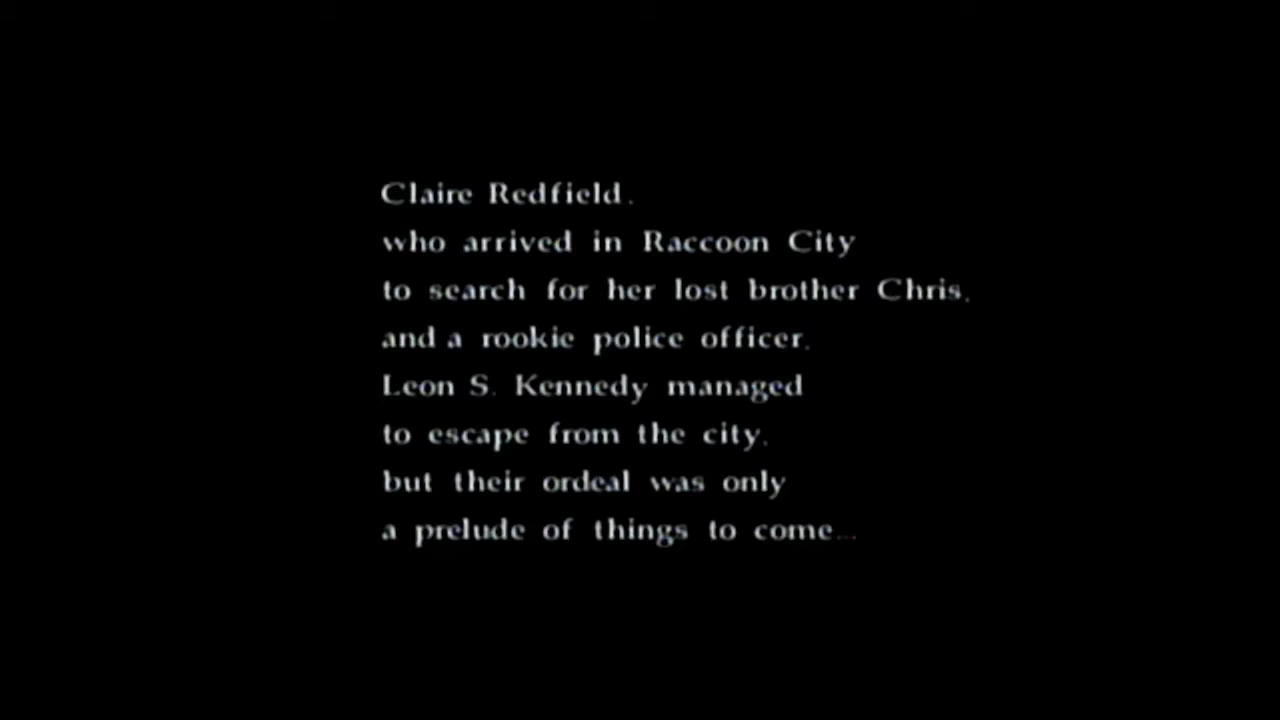 Claire Redfield,
who arrived in Raccoon City
to search for her lost brother Chris,
and a rookie police officer,
Leon S. Kennedy managed
to escape from the city,
but their ordeal was only
a prelude of things to come...